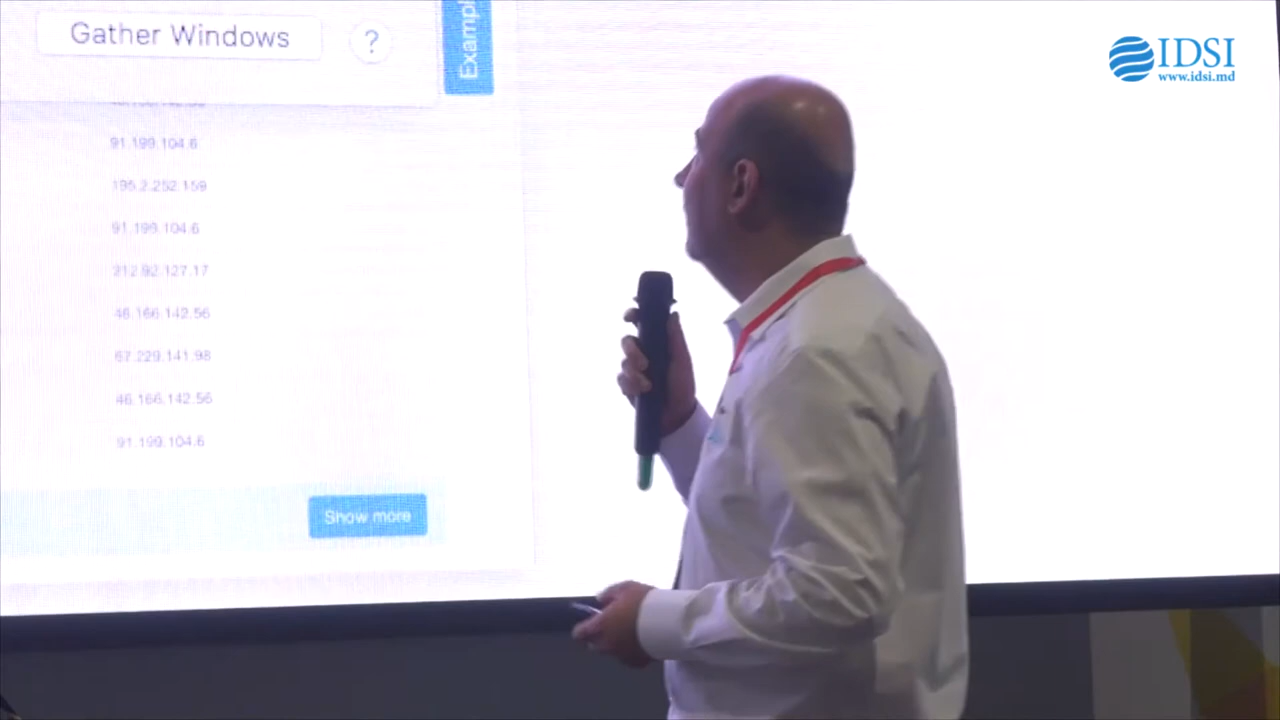 Gather Windows
?
Exampl
IDSI
www.idsi.md
91.199.104.6
195.2.252.159
91.199.104.6
212.92.127.17
46.166.142.56
67.229.141.98
46.166.142.56
91.199.104.6
Show more